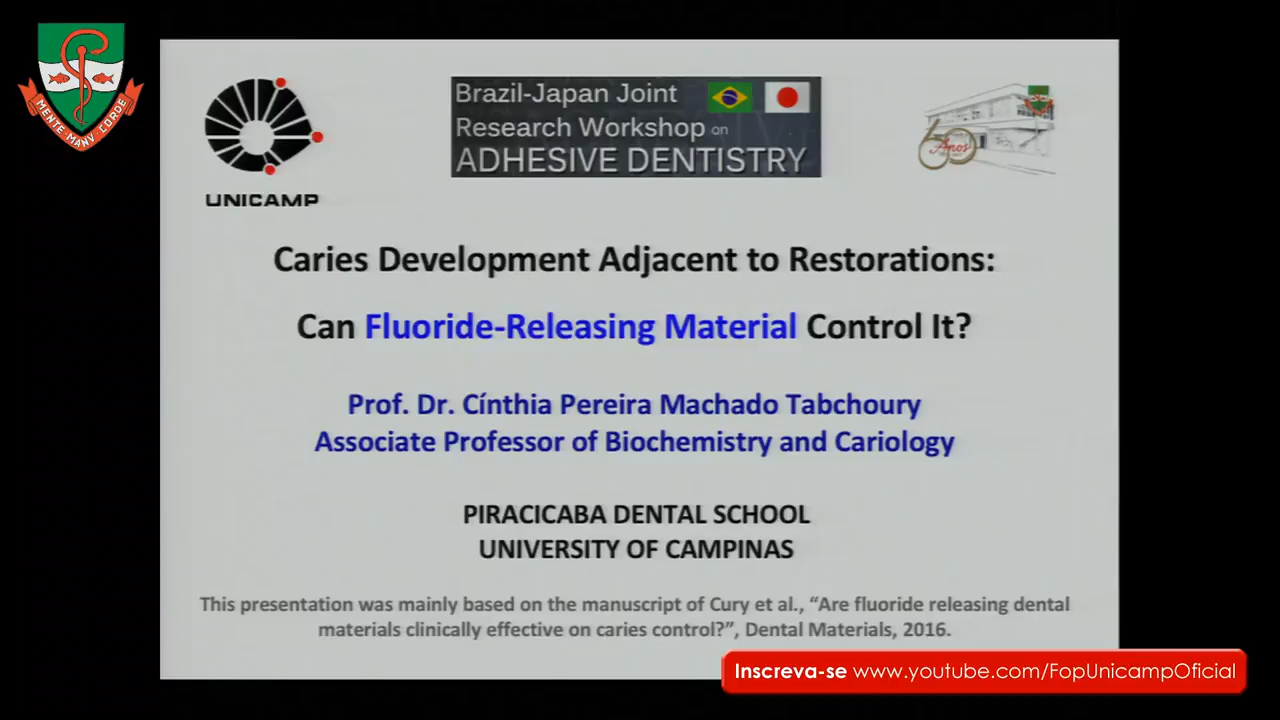 MENTE MANV CORDE
UNICAMP
Brazil-Japan Joint
Research Workshop on
ADHESIVE DENTISTRY
60 Anos
Caries Development Adjacent to Restorations:
Can Fluoride-Releasing Material Control It?
Prof. Dr. Cínthia Pereira Machado Tabchoury
Associate Professor of Biochemistry and Cariology
PIRACICABA DENTAL SCHOOL
UNIVERSITY OF CAMPINAS
This presentation was mainly based on the manuscript of Cury et al., “Are fluoride releasing dental
materials clinically effective on caries control?”, Dental Materials, 2016.
Inscreva-se www.youtube.com/FopUnicampOficial